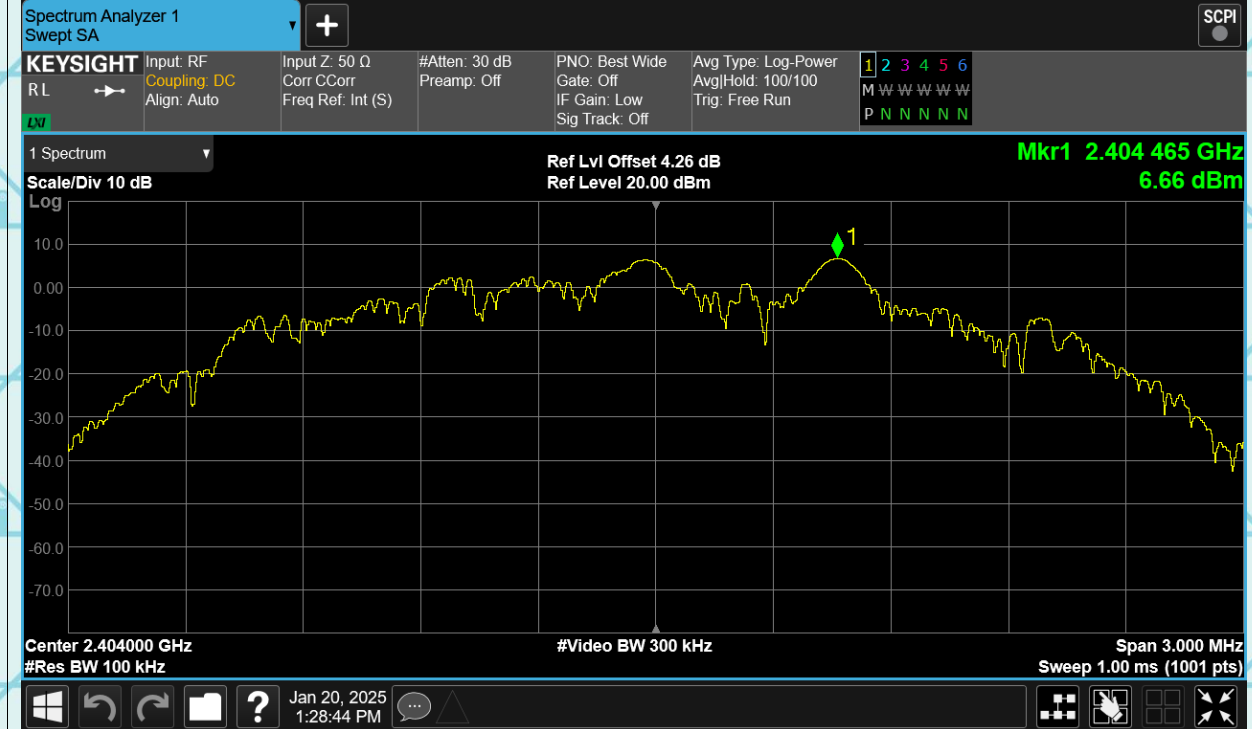 Spectrum Analyzer 1
Swept SA
+
SCPI
KEYSIGHT
RL
LXI
Input: RF
Coupling: DC
Align: Auto
Input Z: 50 Ω
Corr CCorr
Freq Ref: Int (S)
#Atten: 30 dB
Preamp: Off
PNO: Best Wide
Gate: Off
IF Gain: Low
Sig Track: Off
Avg Type: Log-Power
Avg|Hold: 100/100
Trig: Free Run
1 2 3 4 5 6
M W W W W W
P N N N N N
1 Spectrum
Scale/Div 10 dB
Log
Ref Lvl Offset 4.26 dB
Ref Level 20.00 dBm
Mkr1 2.404 465 GHz
6.66 dBm
1
10.0
0.00
-10.0
-20.0
-30.0
-40.0
-50.0
-60.0
-70.0
Center 2.404000 GHz
#Video BW 300 kHz
Span 3.000 MHz
#Res BW 100 kHz
Sweep 1.00 ms (1001 pts)
?
Jan 20, 2025
1:28:44 PM